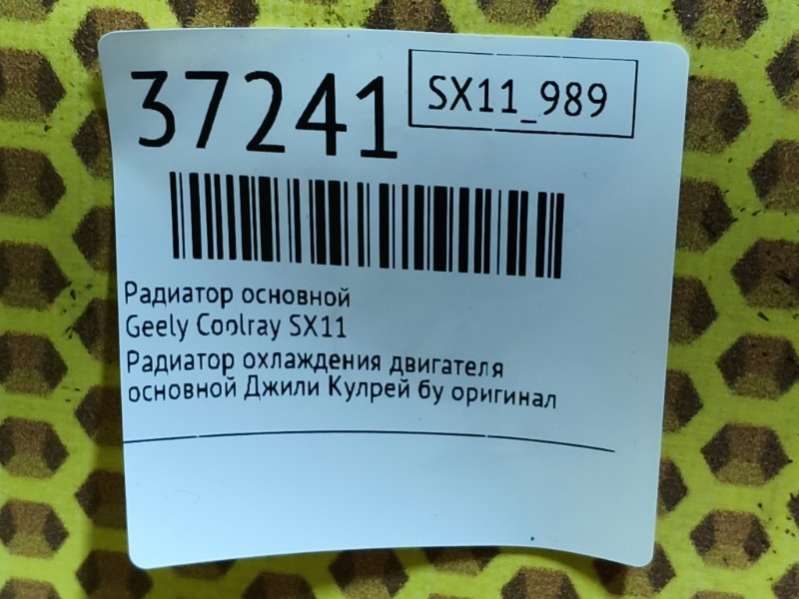 37241
SX11_989
Радиатор основной
Geely Coolray SX11
Радиатор охлаждения двигателя
основной Джили Кулрей бу оригинал